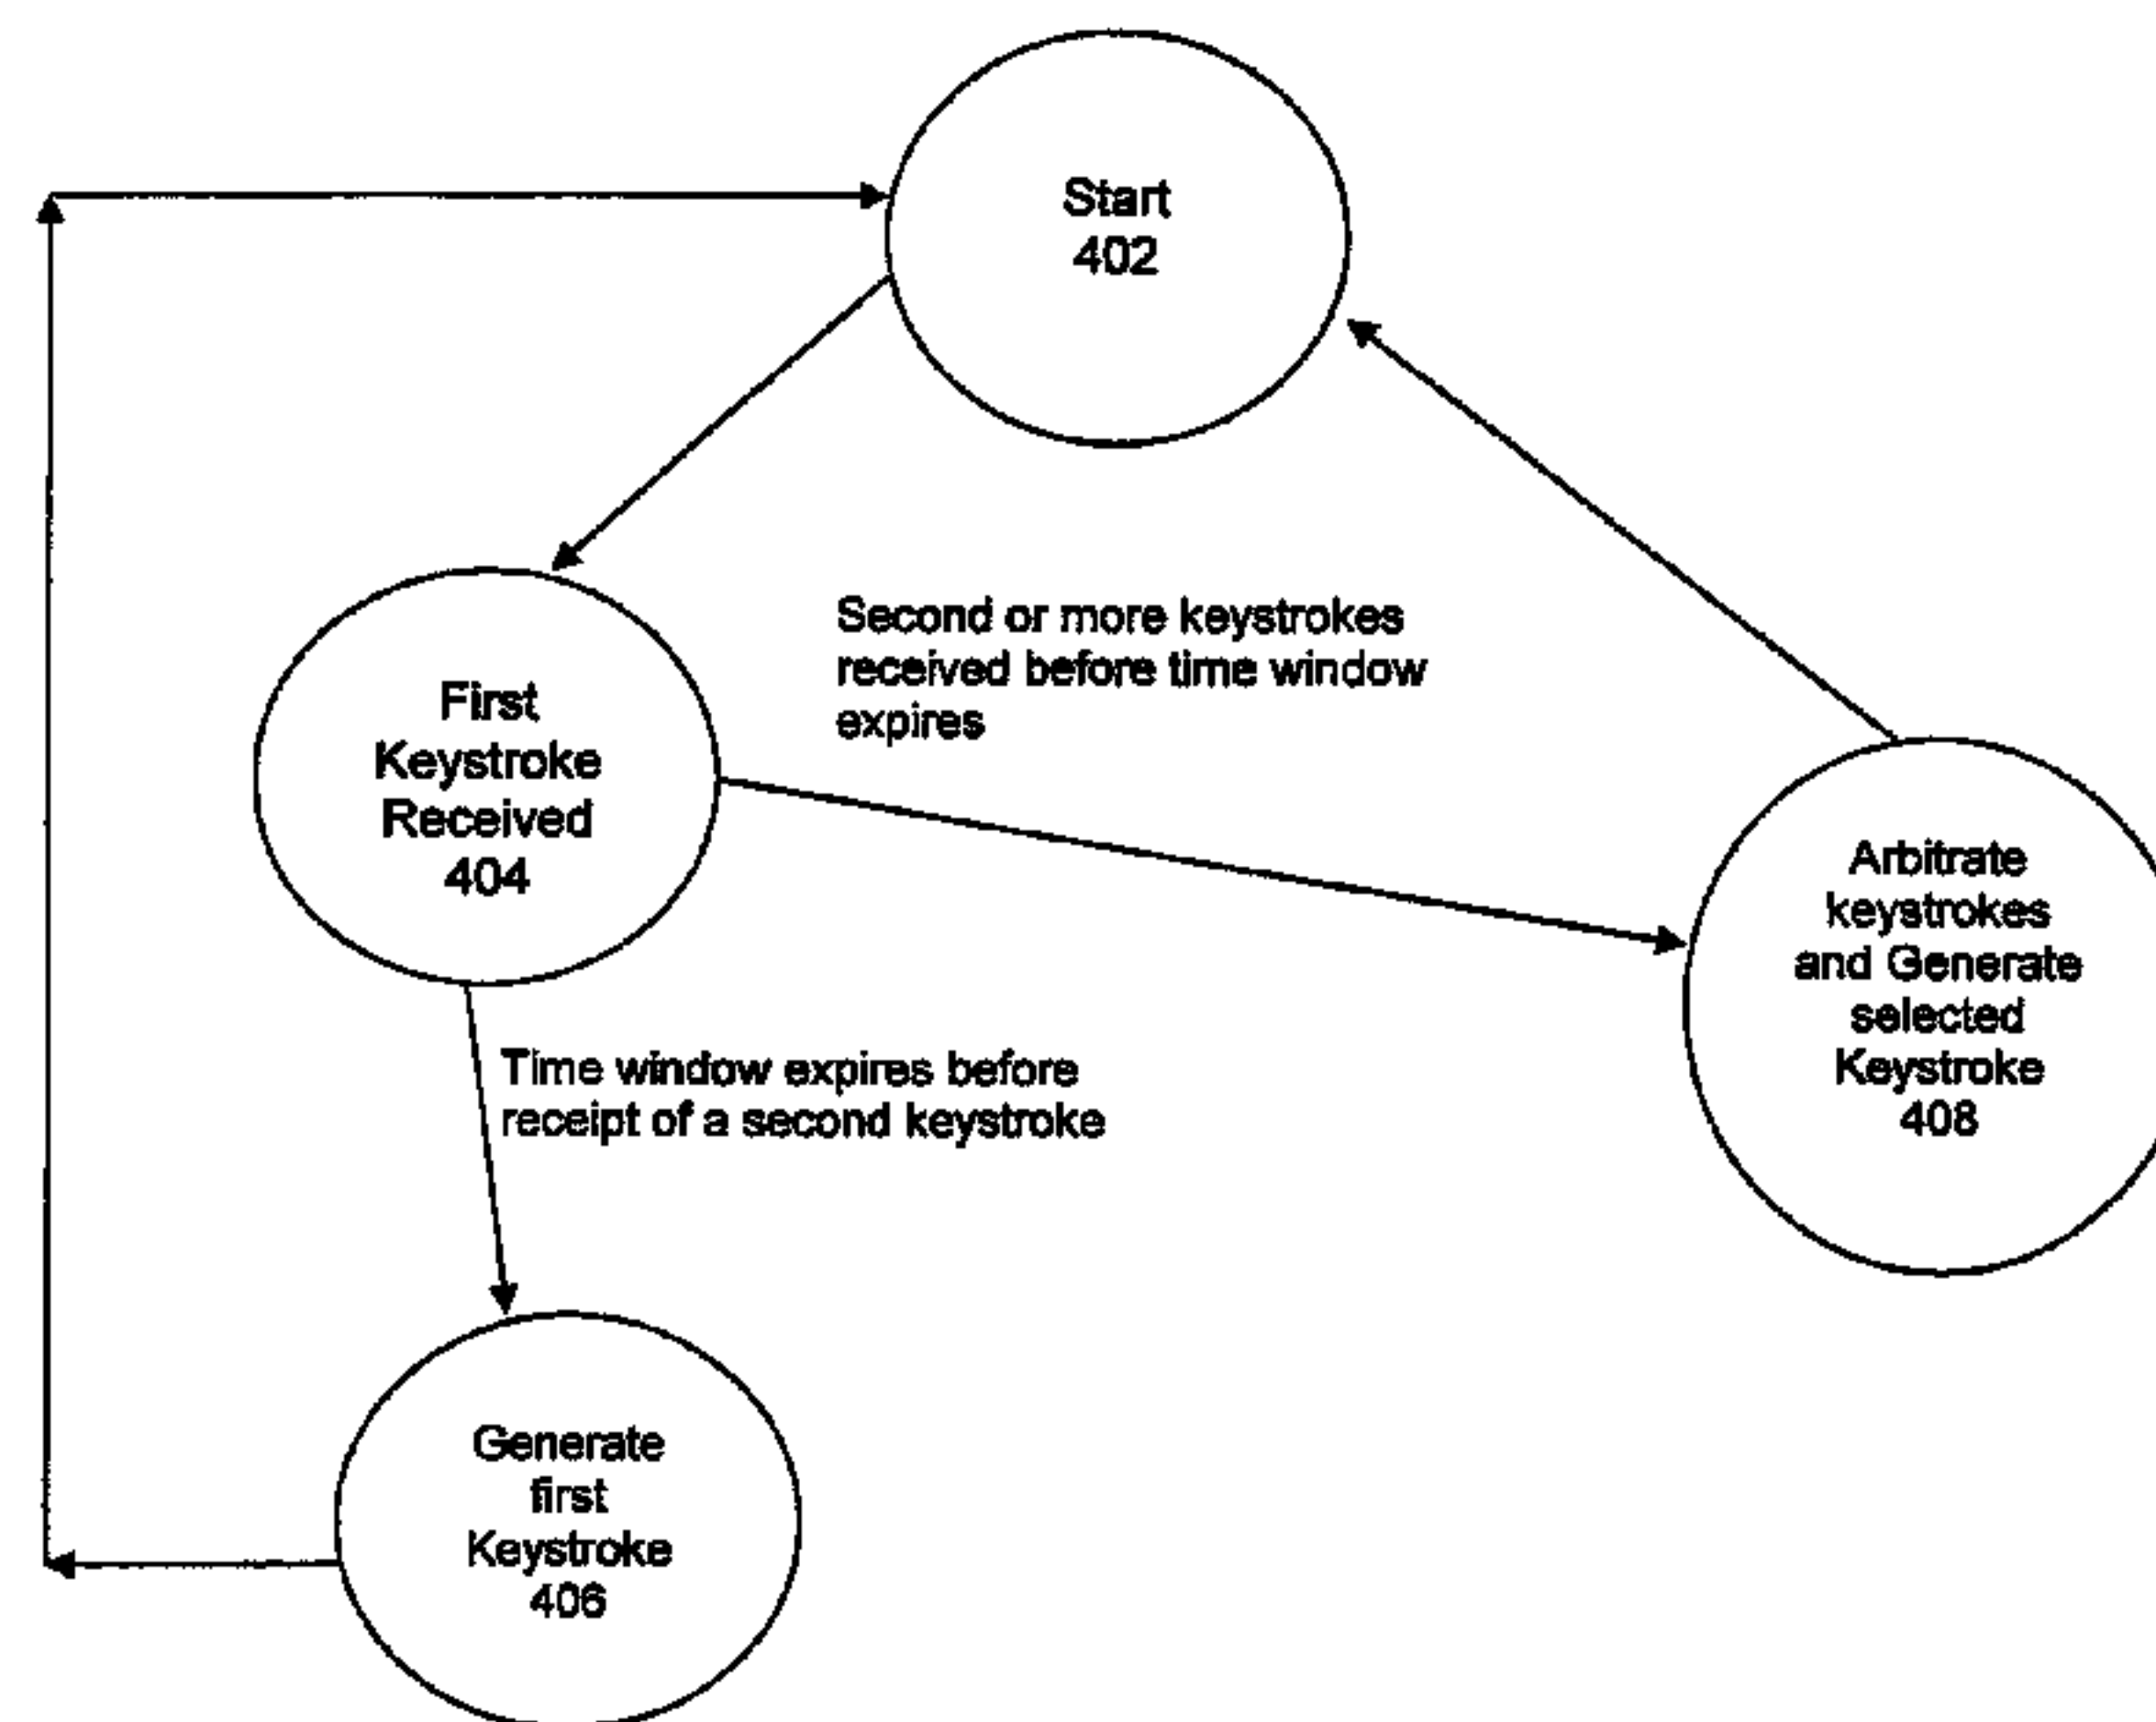 Start
402
First
Keystroke
Received
404
Second or more keystrokes
received before time window
expires
Arbitrate
keystrokes
and Generate
selected
Keystroke
408
Time window expires before
receipt of a second keystroke
Generate
first
Keystroke
406